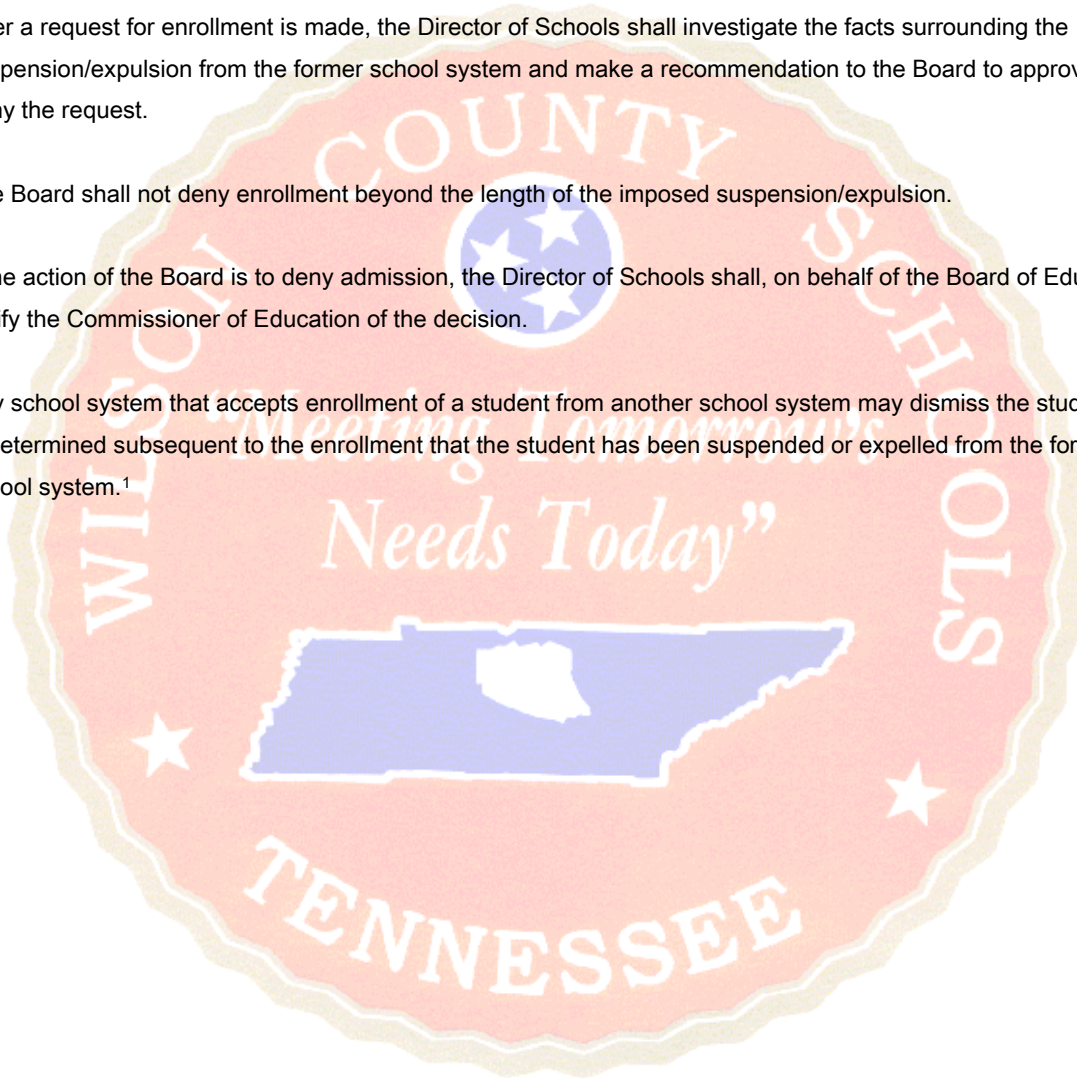 er a request for enrollment is made, the Director of Schools shall investigate the facts surrounding the
pension/expulsion from the former school system and make a recommendation to the Board to approv
y the request.
e Board shall not deny enrollment beyond the length of the imposed suspension/expulsion.
e action of the Board is to deny admission, the Director of Schools shall, on behalf of the Board of Edu
ify the Commissioner of Education of the decision.
y school system that accepts enrollment of a student from another school system may dismiss the stud
etermined subsequent to the enrollment that the student has been suspended or expelled from the for
ool system.¹
WILSON COUNTY SCHOOLS
“Meeting Tomorrow's
Needs Today”
TENNESSEE